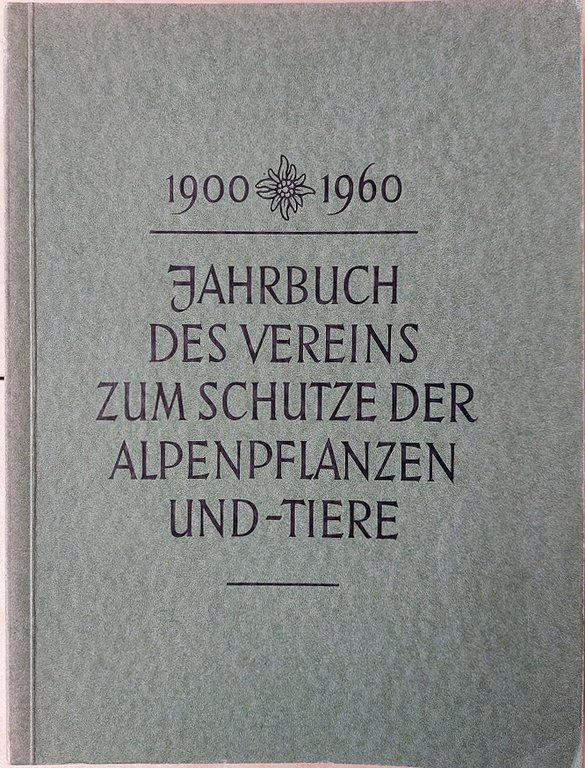 1900 1960
JAHRBUCH
DES VEREINS
ZUM SCHUTZE DER
ALPENPFLANZEN
UND-TIERE